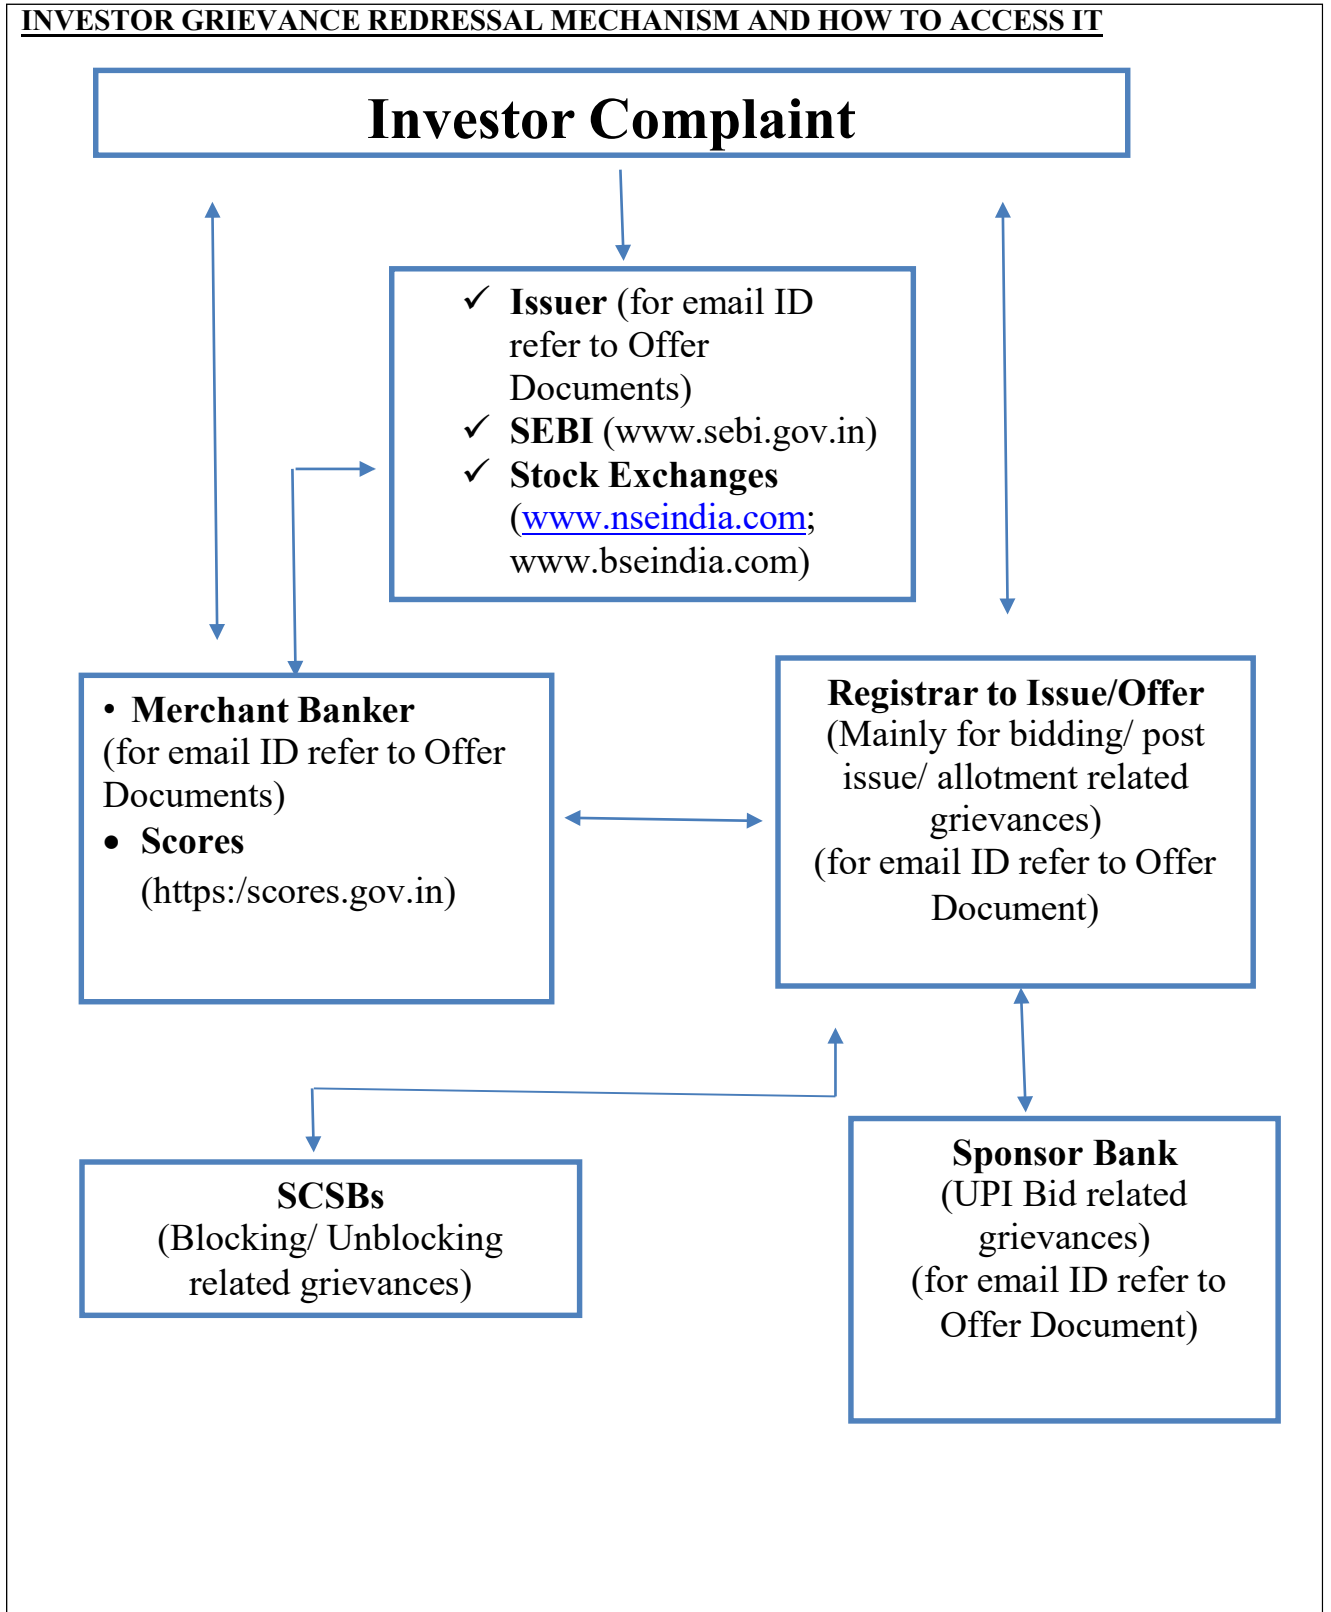 INVESTOR GRIEVANCE REDRESSAL MECHANISM AND HOW TO ACCESS IT
Investor Complaint
✓ Issuer (for email ID
refer to Offer
Documents)
✓ SEBI (www.sebi.gov.in)
✓ Stock Exchanges
(www.nseindia.com;
www.bseindia.com)
• Merchant Banker
(for email ID refer to Offer
Documents)
• Scores
(https:/scores.gov.in)
Registrar to Issue/Offer
(Mainly for bidding/ post
issue/ allotment related
grievances)
(for email ID refer to Offer
Document)
SCSBs
(Blocking/ Unblocking
related grievances)
Sponsor Bank
(UPI Bid related
grievances)
(for email ID refer to
Offer Document)